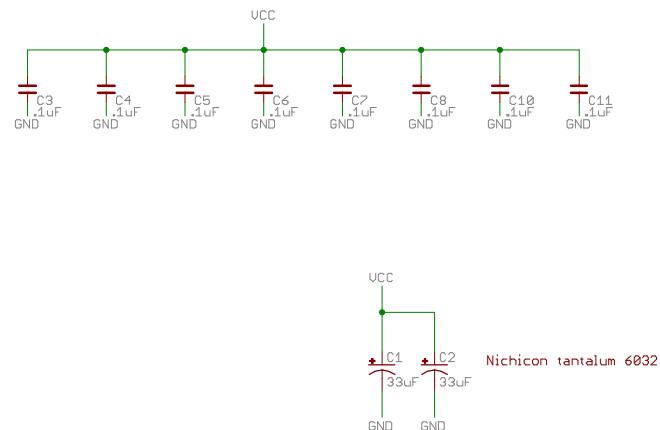 VCC
C3 C4 C5 C6 C7 C8 C10 C11
.1uF .1uF .1uF .1uF .1uF .1uF .1uF .1uF
GND GND GND GND GND GND GND GND
VCC
+ C1 + C2 Nichicon tantalum 6032
33uF 33uF
GND GND